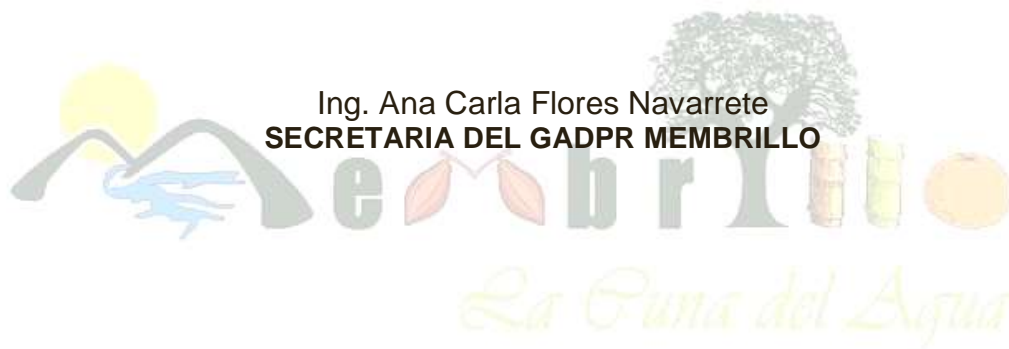 Ing. Ana Carla Flores Navarrete
SECRETARIA DEL GADPR MEMBRILLO
Membrillo
La Cuna del Agua